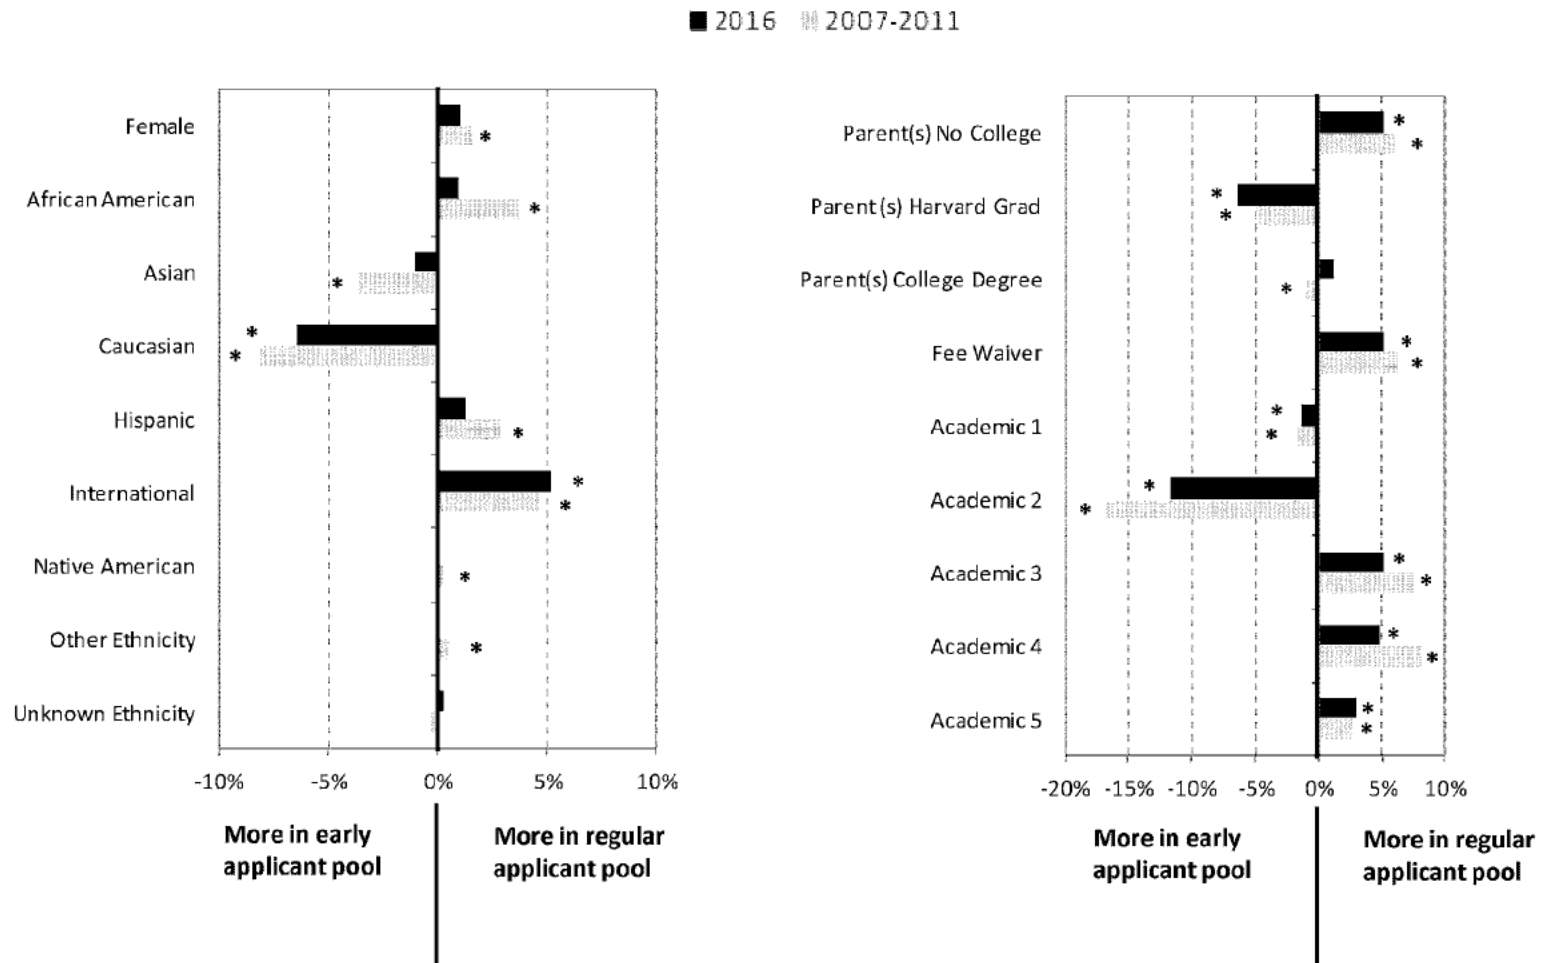 2016 2007-2011
Female
African American
Asian
Caucasian
Hispanic
International
Native American
Other Ethnicity
Unknown Ethnicity
-10% -5% 0% 5% 10%
More in early
applicant pool
More in regular
applicant pool
Parent(s) No College
Parent(s) Harvard Grad
Parent(s) College Degree
Fee Waiver
Academic 1
Academic 2
Academic 3
Academic 4
Academic 5
-20% -15% -10% -5% 0% 5% 10%
More in early
applicant pool
More in regular
applicant pool